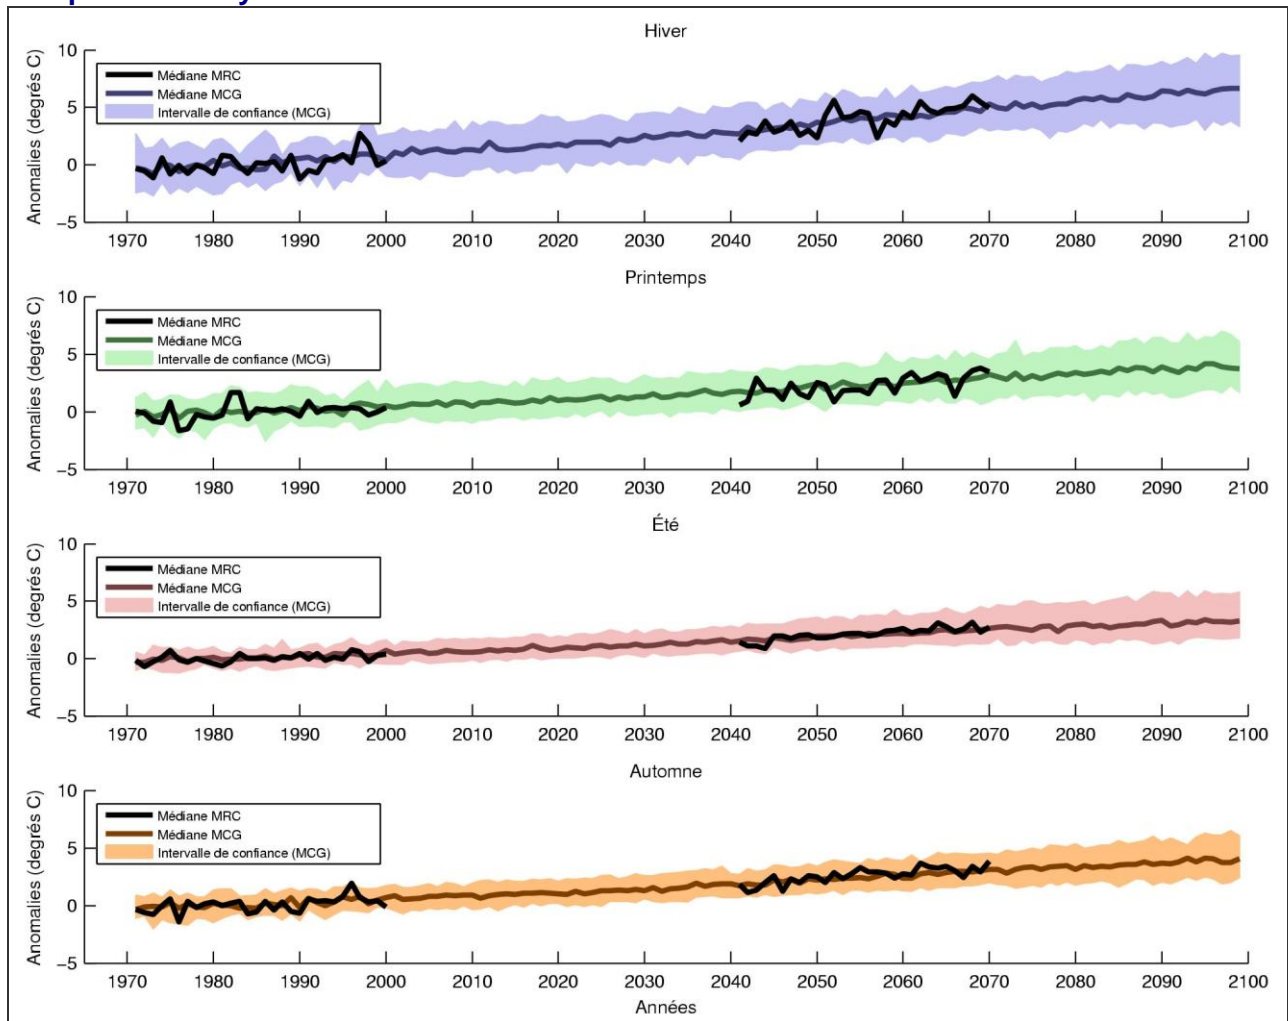 Hiver
10
5
0
−5
Anomalies (degrés C)
Médiane MRC
Médiane MCG
Intervalle de confiance (MCG)
1970 1980 1990 2000 2010 2020 2030 2040 2050 2060 2070 2080 2090 2100
Printemps
10
5
0
−5
Anomalies (degrés C)
Médiane MRC
Médiane MCG
Intervalle de confiance (MCG)
1970 1980 1990 2000 2010 2020 2030 2040 2050 2060 2070 2080 2090 2100
Été
10
5
0
−5
Anomalies (degrés C)
Médiane MRC
Médiane MCG
Intervalle de confiance (MCG)
1970 1980 1990 2000 2010 2020 2030 2040 2050 2060 2070 2080 2090 2100
Automne
10
5
0
−5
Anomalies (degrés C)
Médiane MRC
Médiane MCG
Intervalle de confiance (MCG)
1970 1980 1990 2000 2010 2020 2030 2040 2050 2060 2070 2080 2090 2100
Années